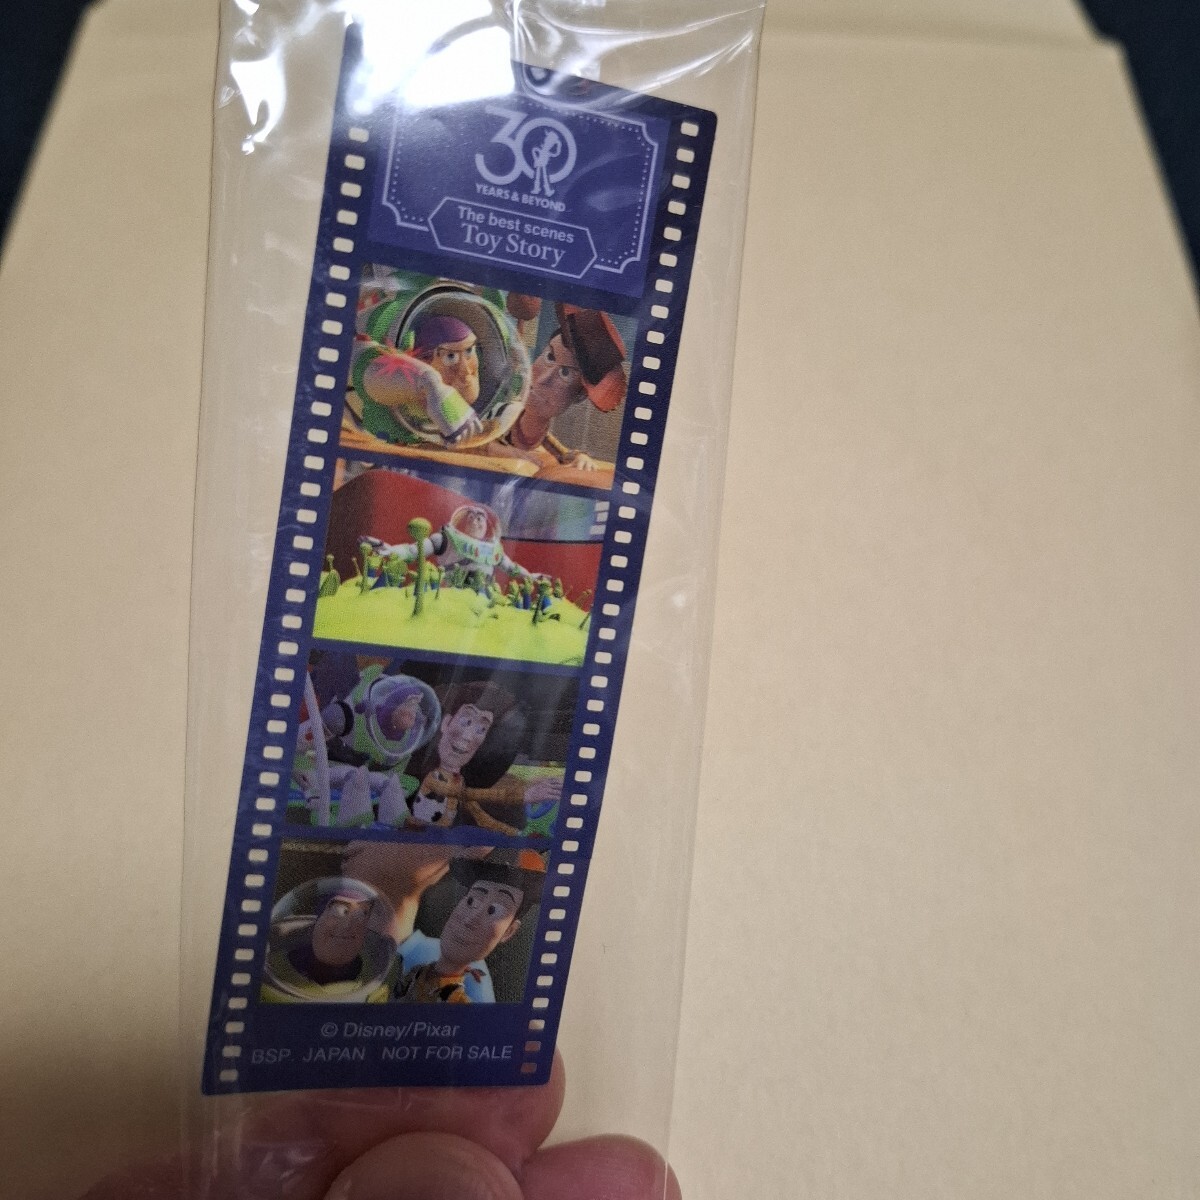 30
YEARS & BEYOND
The best scenes
Toy Story
© Disney/Pixar
BSP. JAPAN NOT FOR SALE